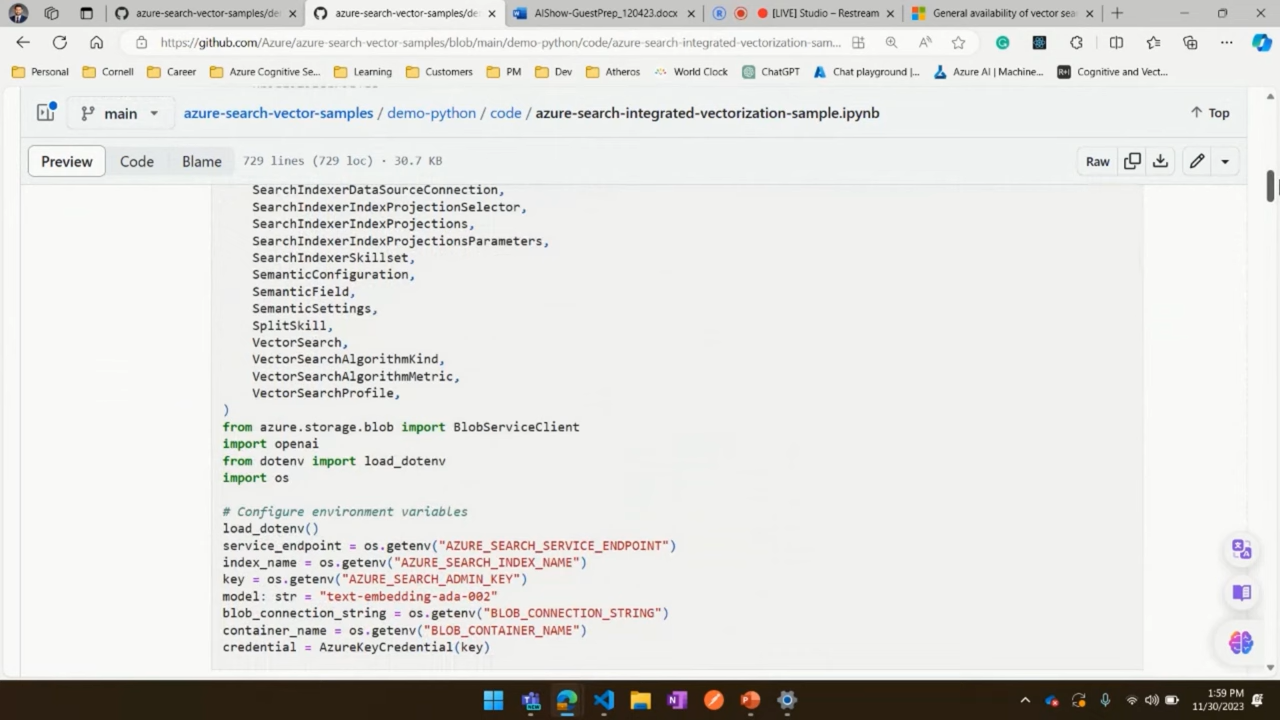 azure-search-vector-samples/der
azure-search-vector-samples/der
AIShow-GuestPrep_120423.docx
[LIVE] Studio – Restream
General availability of vector sea
https://github.com/Azure/azure-search-vector-samples/blob/main/demo-python/code/azure-search-integrated-vectorization-sam...
Personal
Cornell
Career
Azure Cognitive Se...
Learning
Customers
PM
Dev
Atheros
World Clock
ChatGPT
Chat playground |...
Azure AI | Machine...
Cognitive and Vect...
main
azure-search-vector-samples / demo-python / code / azure-search-integrated-vectorization-sample.ipynb
Top
Preview
Code
Blame
729 lines (729 loc) · 30.7 KB
Raw
SearchIndexerDataSourceConnection,
SearchIndexerIndexProjectionSelector,
SearchIndexerIndexProjections,
SearchIndexerIndexProjectionsParameters,
SearchIndexerSkillset,
SemanticConfiguration,
SemanticField,
SemanticSettings,
SplitSkill,
VectorSearch,
VectorSearchAlgorithmKind,
VectorSearchAlgorithmMetric,
VectorSearchProfile,
)
from azure.storage.blob import BlobServiceClient
import openai
from dotenv import load_dotenv
import os
# Configure environment variables
load_dotenv()
service_endpoint = os.getenv("AZURE_SEARCH_SERVICE_ENDPOINT")
index_name = os.getenv("AZURE_SEARCH_INDEX_NAME")
key = os.getenv("AZURE_SEARCH_ADMIN_KEY")
model: str = "text-embedding-ada-002"
blob_connection_string = os.getenv("BLOB_CONNECTION_STRING")
container_name = os.getenv("BLOB_CONTAINER_NAME")
credential = AzureKeyCredential(key)
1:59 PM
11/30/2023